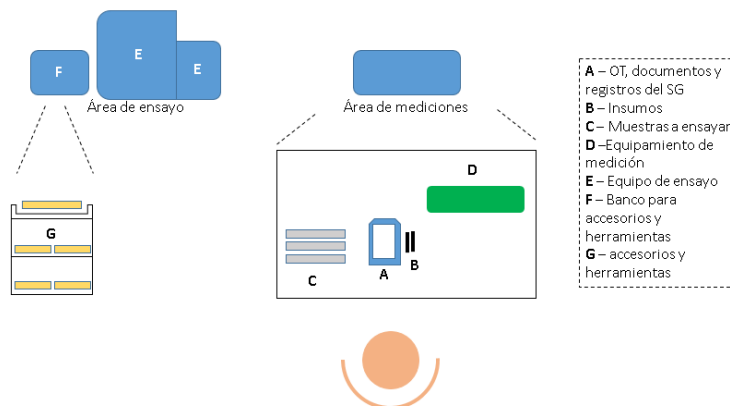 E
F
E
Área de ensayo
Área de mediciones
G
D
C
A
B
A – OT, documentos y
registros del SG
B – Insumos
C – Muestras a ensayar
D –Equipamiento de
medición
E – Equipo de ensayo
F – Banco para
accesorios y
herramientas
G – accesorios y
herramientas